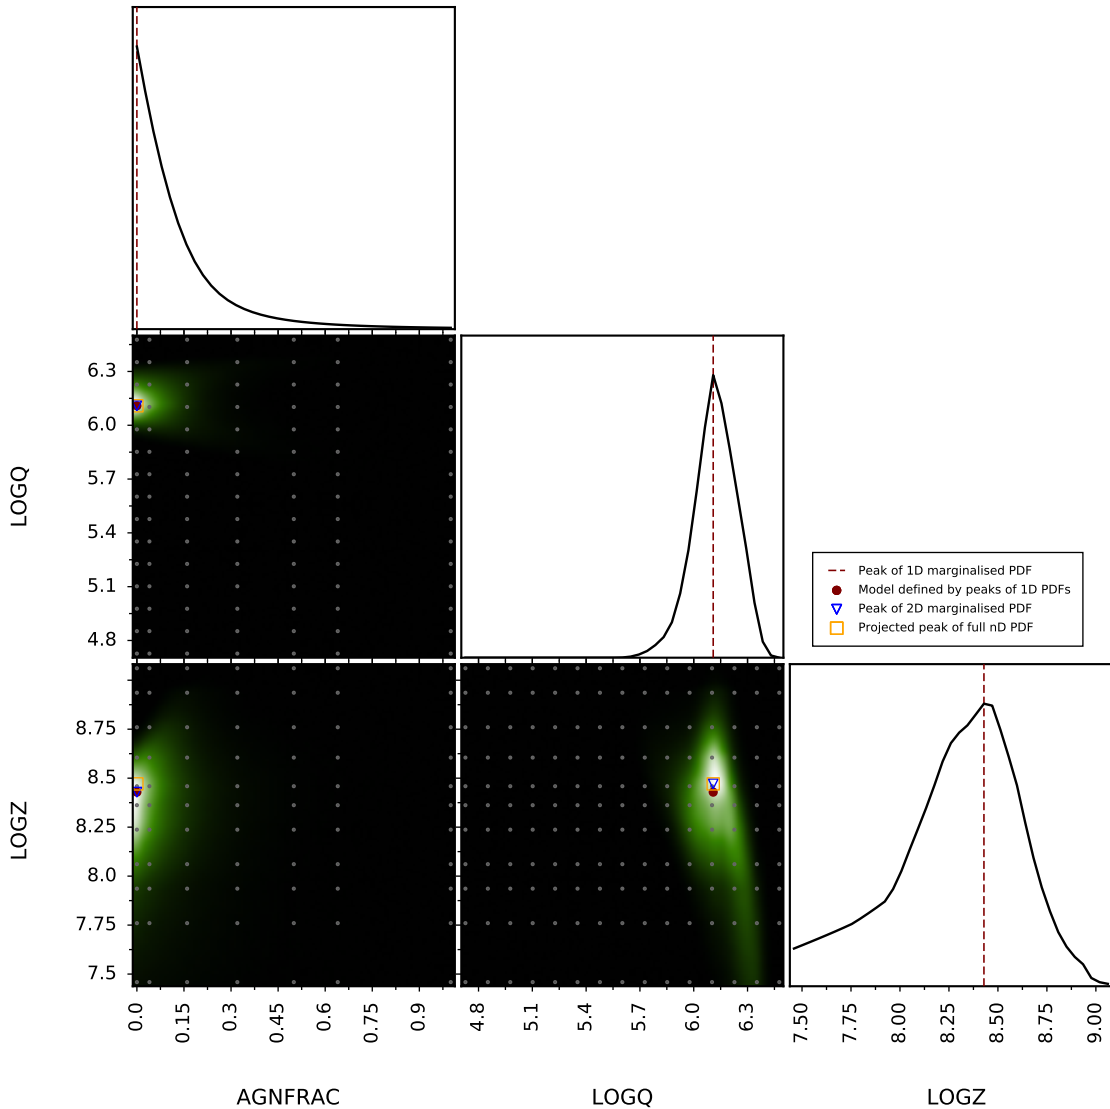 6.3
6.0
5.7
5.4
5.1
4.8
LOGQ
Peak of 1D marginalised PDF
Model defined by peaks of 1D PDFs
Peak of 2D marginalised PDF
Projected peak of full nD PDF
8.75
8.5
8.25
8.0
7.75
7.5
LOGZ
0.0 0.15 0.3 0.45 0.6 0.75 0.9
4.8 5.1 5.4 5.7 6.0 6.3
7.50 7.75 8.00 8.25 8.50 8.75 9.00
AGNFRAC LOGQ LOGZ